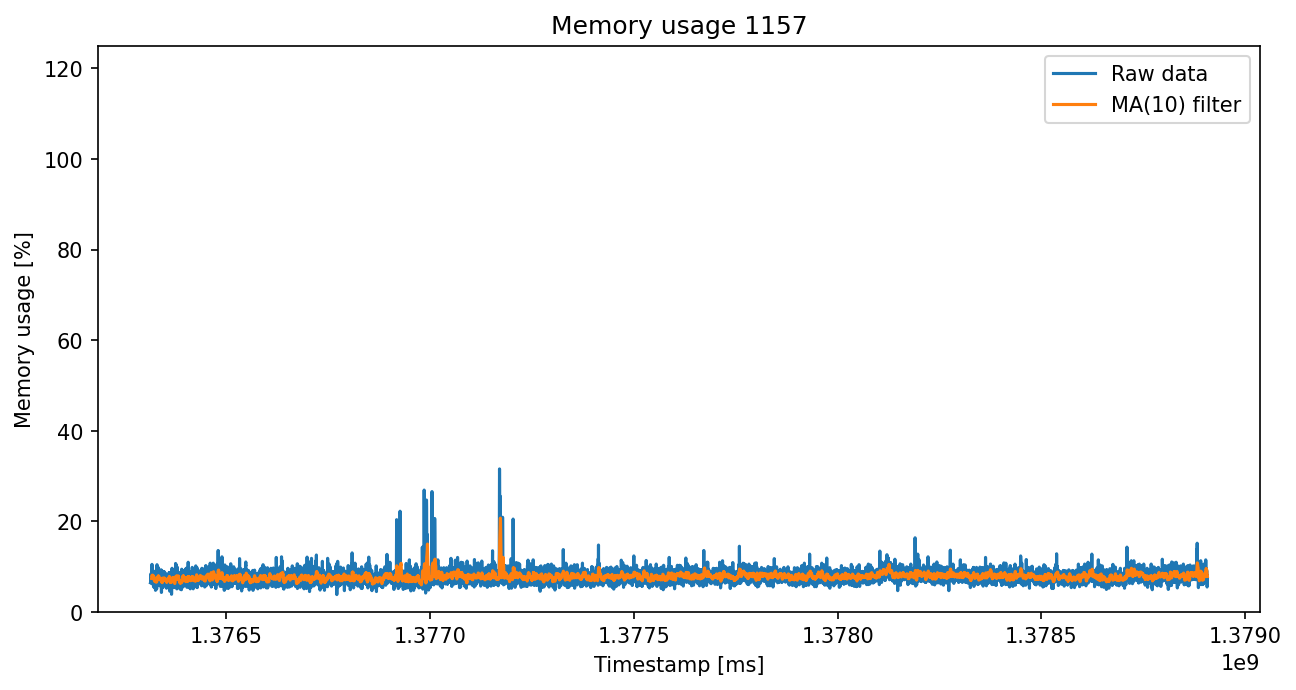 Memory usage 1157
Raw data
MA(10) filter
Memory usage [%]
120
100
80
60
40
20
0
1.3765 1.3770 1.3775 1.3780 1.3785 1.3790
1e9
Timestamp [ms]